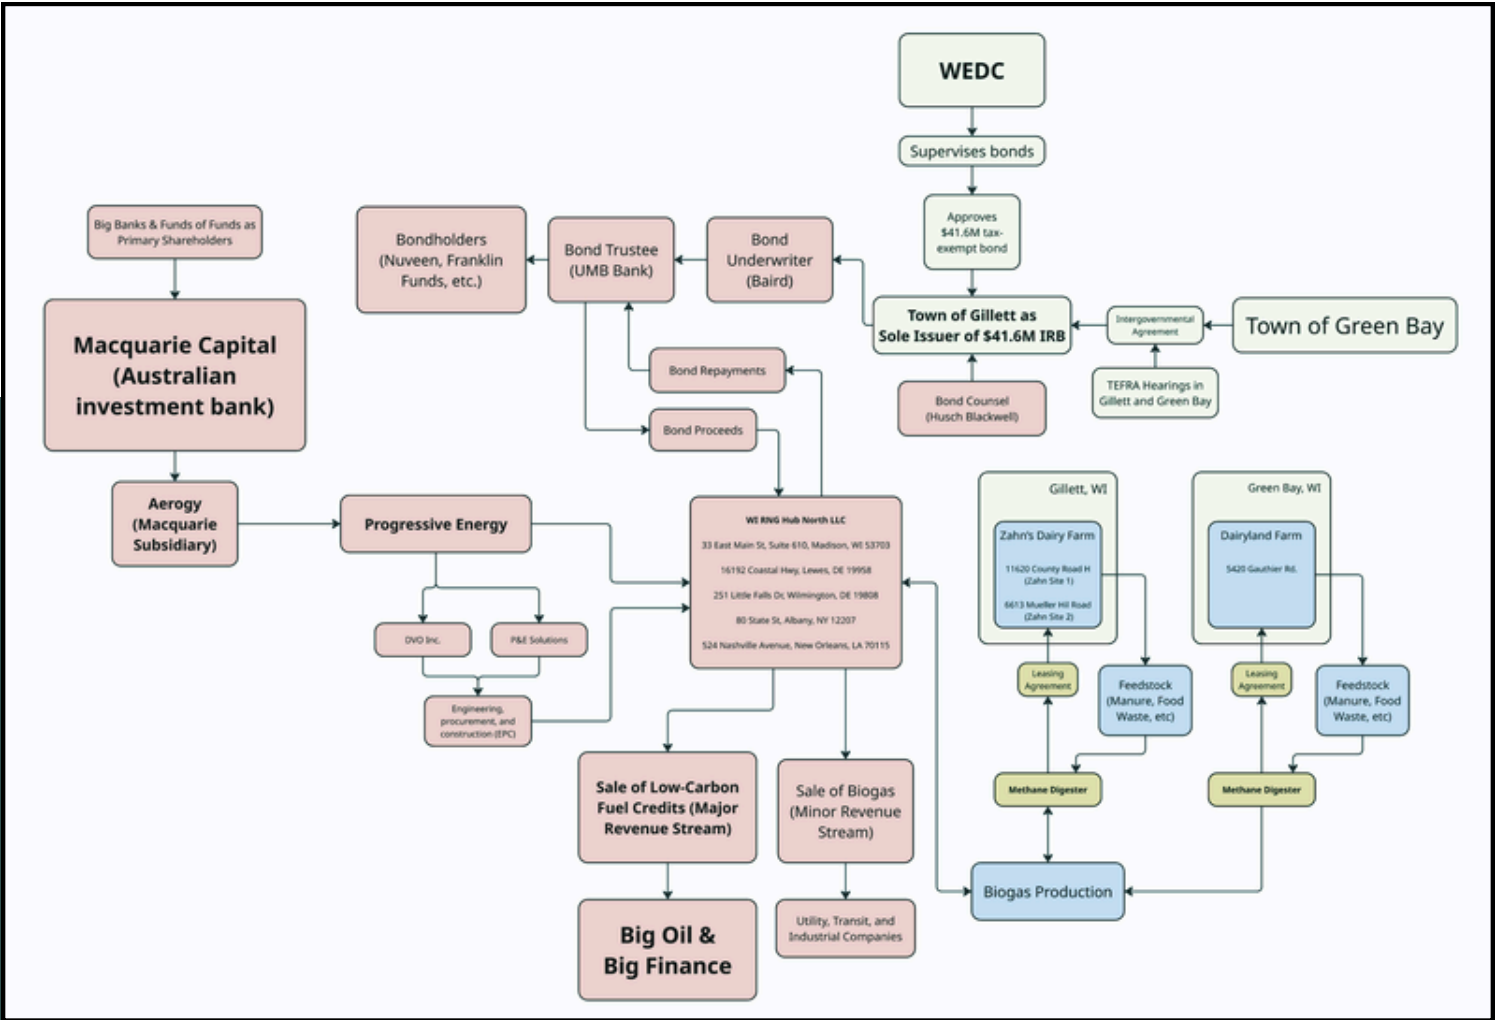 WEDC
Supervises bonds
Approves
$41.6M tax-
exempt bond
Big Banks & Funds of Funds as
Primary Shareholders
Bondholders
(Nuveen, Franklin
Funds, etc.)
Bond Trustee
(UMB Bank)
Bond
Underwriter
(Baird)
Town of Gillett as
Sole Issuer of $41.6M IRB
Intergovernmental
Agreement
Town of Green Bay
Macquarie Capital
(Australian
investment bank)
Bond Repayments
Bond Counsel
(Husch Blackwell)
TEFRA Hearings in
Gillett and Green Bay
Bond Proceeds
Aerogy
(Macquarie
Subsidiary)
Progressive Energy
WI RNG Hub North LLC
33 East Main St, Suite 610, Madison, WI 53703
16192 Coastal Hwy, Lewes, DE 19958
251 Little Falls Dr, Wilmington, DE 19808
80 State St, Albany, NY 12207
524 Nashville Avenue, New Orleans, LA 70115
Gillett, WI
Zahn's Dairy Farm
11620 County Road H
(Zahn Site 1)
6613 Mueller Hil Road
(Zahn Site 2)
Green Bay, WI
Dairyland Farm
5420 Gauthier Rd.
DVO Inc.
P&E Solutions
Engineering,
procurement, and
construction (EPC)
Leasing
Agreement
Feedstock
(Manure, Food
Waste, etc)
Leasing
Agreement
Feedstock
(Manure, Food
Waste, etc)
Methane Digester
Methane Digester
Sale of Low-Carbon
Fuel Credits (Major
Revenue Stream)
Sale of Biogas
(Minor Revenue
Stream)
Biogas Production
Big Oil &
Big Finance
Utility, Transit, and
Industrial Companies